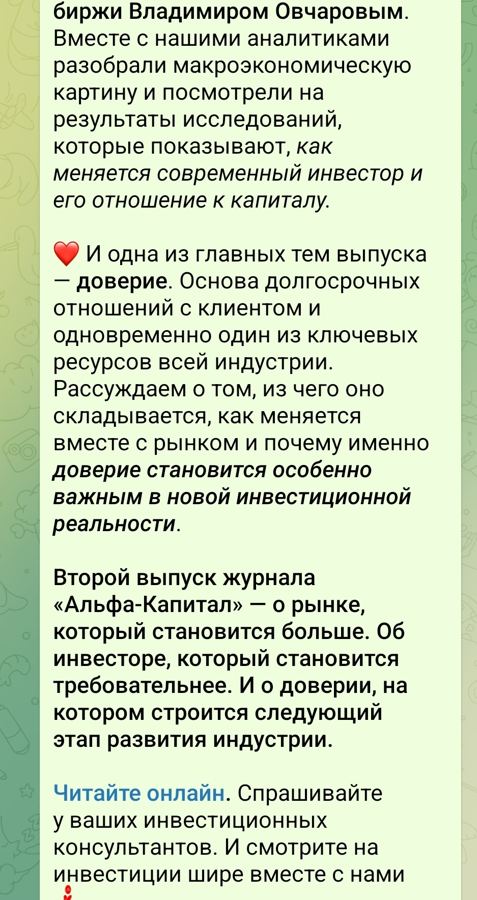 биржи Владимиром Овчаровым.
Вместе с нашими аналитиками
разобрали макроэкономическую
картину и посмотрели на
результаты исследований,
которые показывают, как
меняется современный инвестор и
его отношение к капиталу.
❤️ И одна из главных тем выпуска
— доверие. Основа долгосрочных
отношений с клиентом и
одновременно один из ключевых
ресурсов всей индустрии.
Рассуждаем о том, из чего оно
складывается, как меняется
вместе с рынком и почему именно
доверие становится особенно
важным в новой инвестиционной
реальности.
Второй выпуск журнала
«Альфа-Капитал» — о рынке,
который становится больше. Об
инвесторе, который становится
требовательнее. И о доверии, на
котором строится следующий
этап развития индустрии.
Читайте онлайн. Спрашивайте
у ваших инвестиционных
консультантов. И смотрите на
инвестиции шире вместе с нами